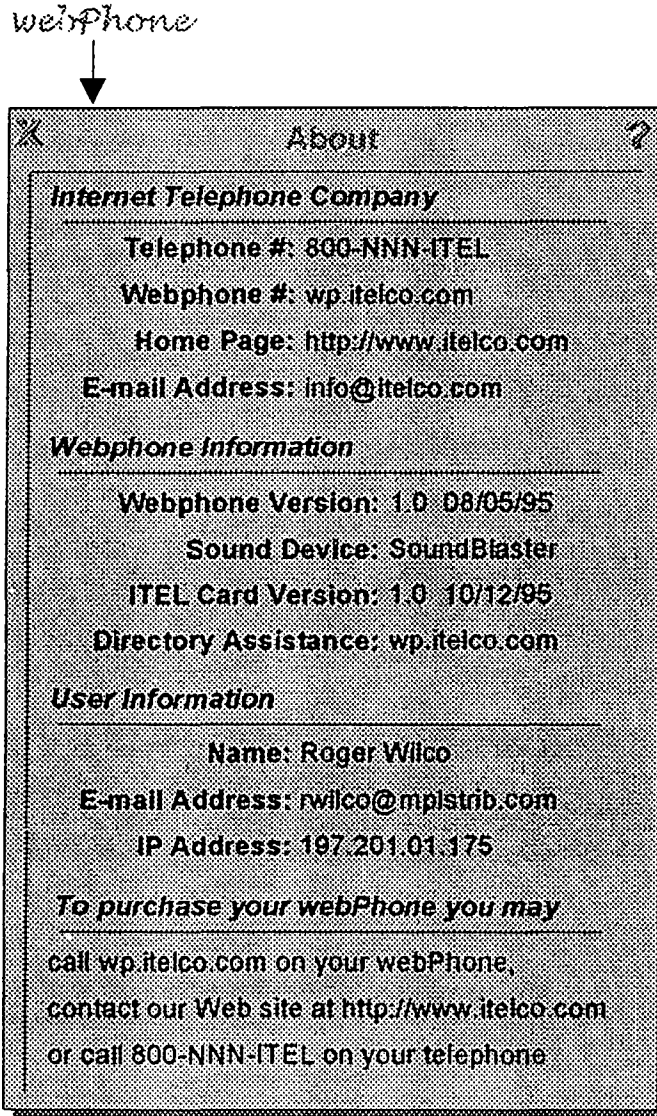 webPhone
About
Internet Telephone Company
Telephone #: 800-NNN-ITEL
Webphone #: wp.itelco.com
Home Page: http://www.itelco.com
E-mail Address: info@itelco.com
Webphone Information
Webphone Version: 1.0 08/05/95
Sound Device: SoundBlaster
ITEL Card Version: 1.0 10/12/95
Directory Assistance: wp.itelco.com
User Information
Name: Roger Wilco
E-mail Address: rwilco@mplstrib.com
IP Address: 197.201.01.175
To purchase your webPhone you may
call wp.itelco.com on your webPhone,
contact our Web site at http://www.itelco.com
or call 800-NNN-ITEL on your telephone